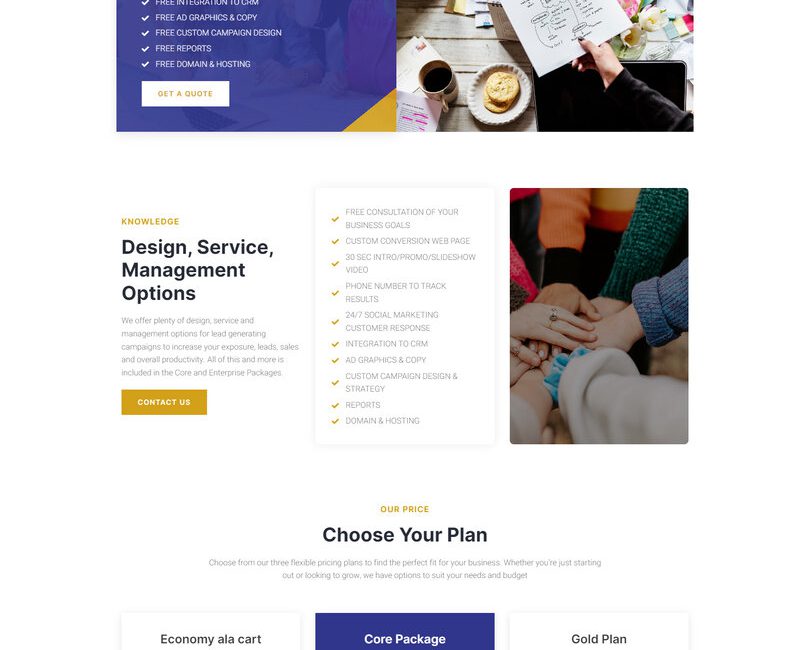 FREE INTEGRATION TO CRM
FREE AD GRAPHICS & COPY
FREE CUSTOM CAMPAIGN DESIGN
FREE REPORTS
FREE DOMAIN & HOSTING
GET A QUOTE
KNOWLEDGE
Design, Service,
Management
Options
We offer plenty of design, service and
management options for lead generating
campaigns to increase your exposure, leads, sales
and overall productivity. All of this and more is
included in the Core and Enterprise Packages.
CONTACT US
FREE CONSULTATION OF YOUR
BUSINESS GOALS
CUSTOM CONVERSION WEB PAGE
30 SEC INTRO/PROMO/SLIDESHOW
VIDEO
PHONE NUMBER TO TRACK
RESULTS
24/7 SOCIAL MARKETING
CUSTOMER RESPONSE
INTEGRATION TO CRM
AD GRAPHICS & COPY
CUSTOM CAMPAIGN DESIGN &
STRATEGY
REPORTS
DOMAIN & HOSTING
OUR PRICE
Choose Your Plan
Choose from our three flexible pricing plans to find the perfect fit for your business. Whether you're just starting
out or looking to grow, we have options to suit your needs and budget
Economy ala cart
Core Package
Gold Plan